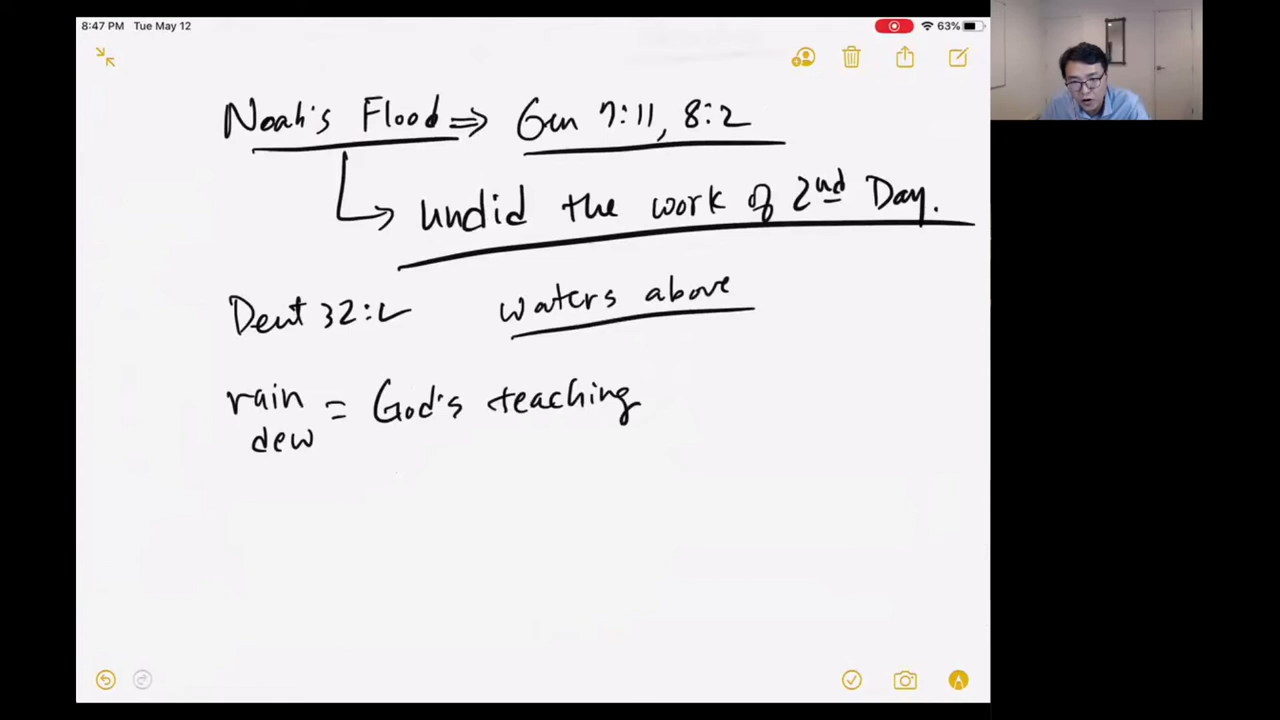 8:47 PM Tue May 12
63%
Noah's Flood ⇒ Gen 7:11, 8:2
↳ undid the work of 2nd Day.
Deut 32:2 waters above
rain
dew = God's teaching